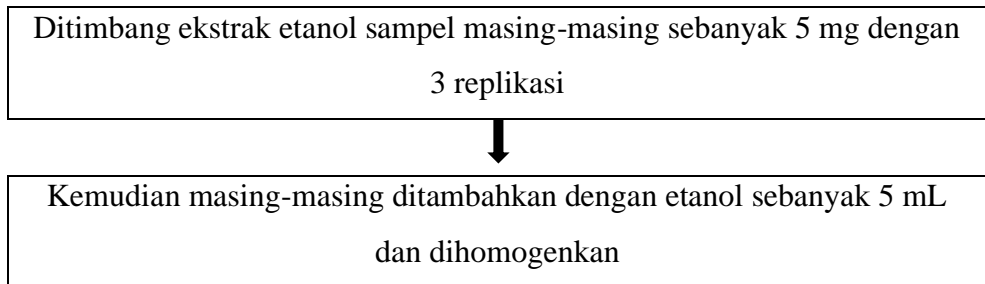 Ditimbang ekstrak etanol sampel masing-masing sebanyak 5 mg dengan
3 replikasi
Kemudian masing-masing ditambahkan dengan etanol sebanyak 5 mL
dan dihomogenkan